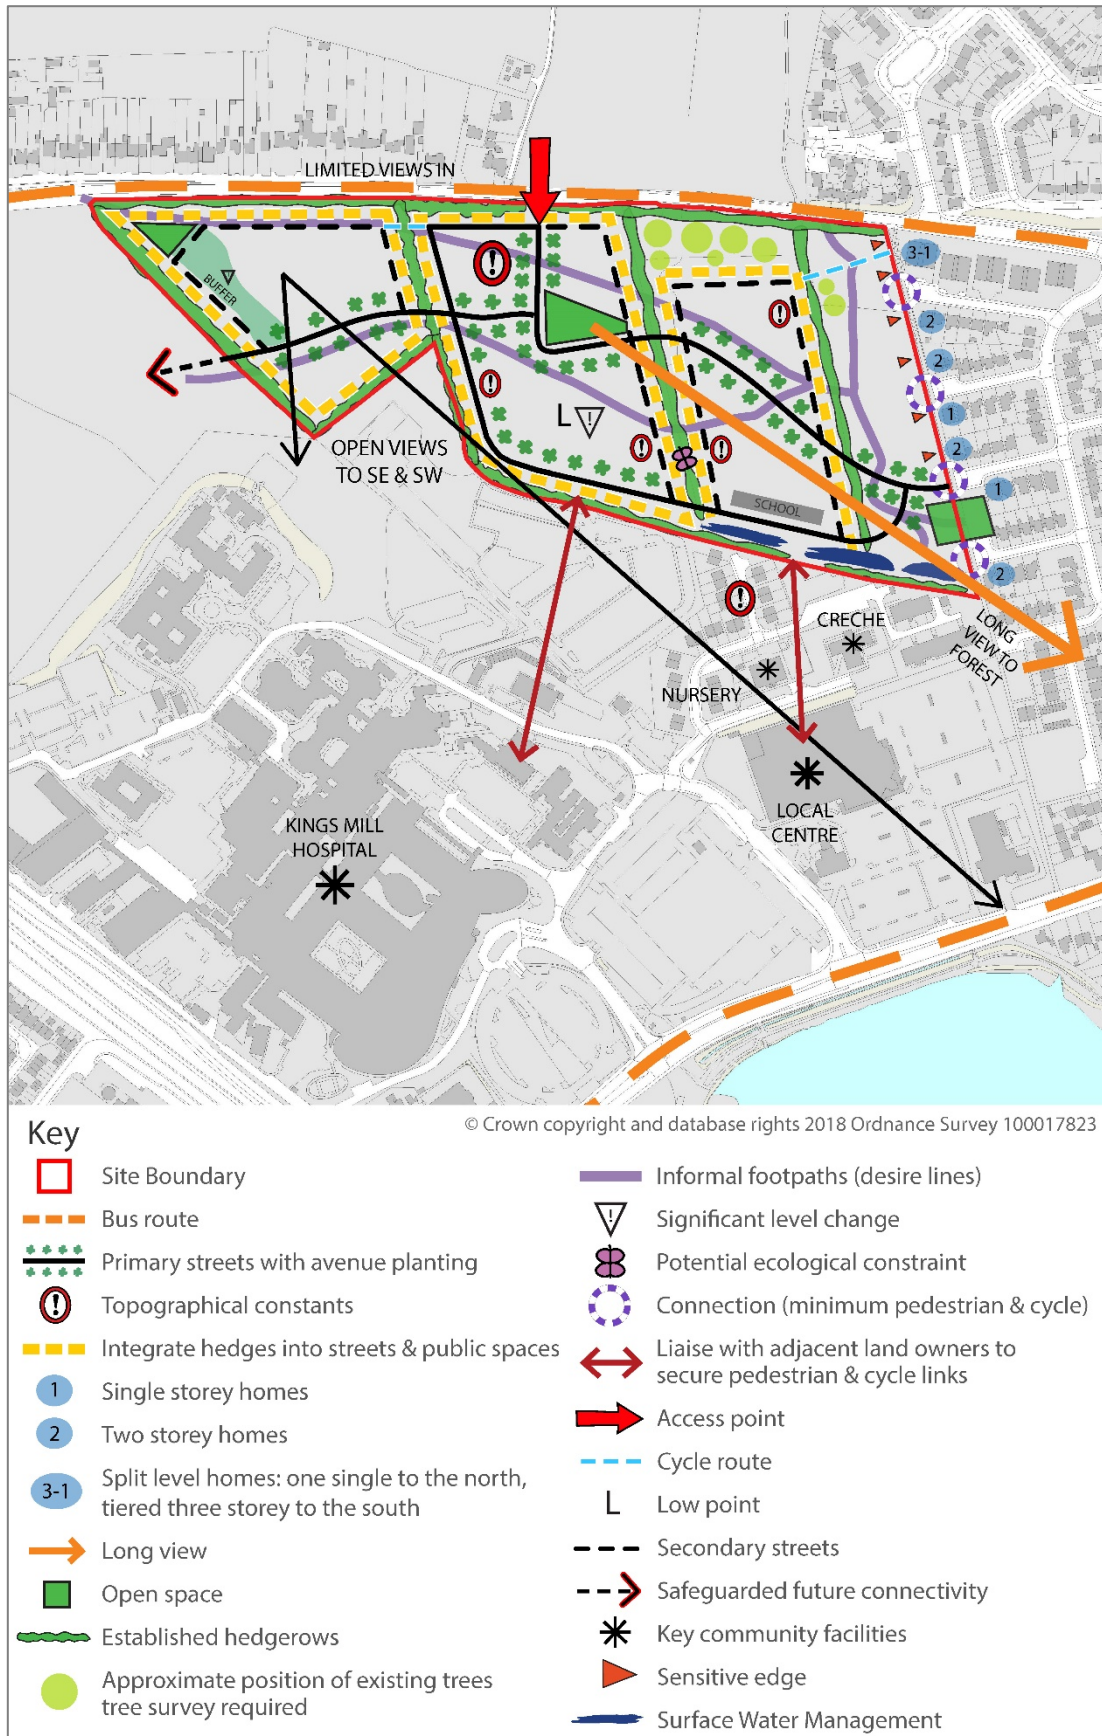 LIMITED VIEWS IN
3-1
BUFFER
2
2
1
OPEN VIEWS
TO SE & SW
L
2
1
SCHOOL
2
CRECHE
LONG
VIEW TO
FOREST
NURSERY
LOCAL
CENTRE
KINGS MILL
HOSPITAL
Key
© Crown copyright and database rights 2018 Ordnance Survey 100017823
Site Boundary
Bus route
Primary streets with avenue planting
Topographical constants
Integrate hedges into streets & public spaces
1 Single storey homes
2 Two storey homes
3-1 Split level homes: one single to the north,
tiered three storey to the south
Long view
Open space
Established hedgerows
Approximate position of existing trees
tree survey required
Informal footpaths (desire lines)
! Significant level change
Potential ecological constraint
Connection (minimum pedestrian & cycle)
Liaise with adjacent land owners to
secure pedestrian & cycle links
Access point
Cycle route
L Low point
Secondary streets
Safeguarded future connectivity
Key community facilities
Sensitive edge
Surface Water Management